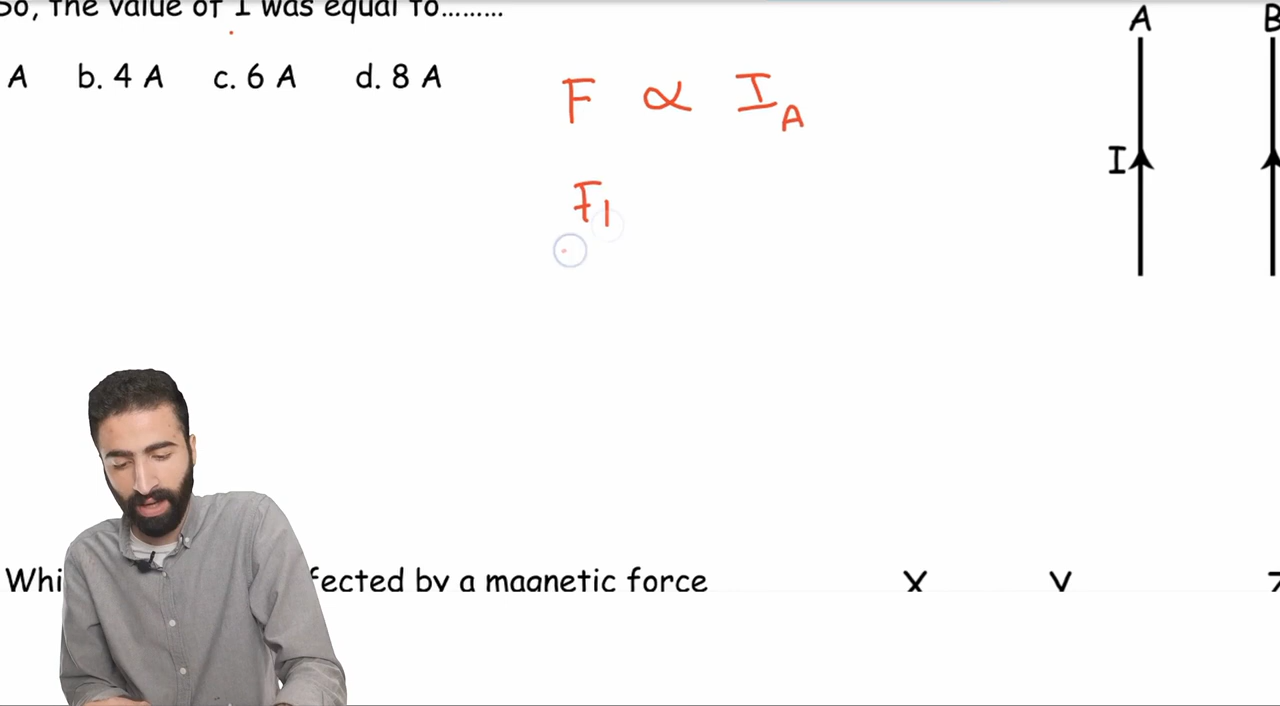 So, the value of I was equal to.........
A b. 4 A c. 6 A d. 8 A
F ∝ I_A
F1
A B
I
fected by a magnetic force
X Y